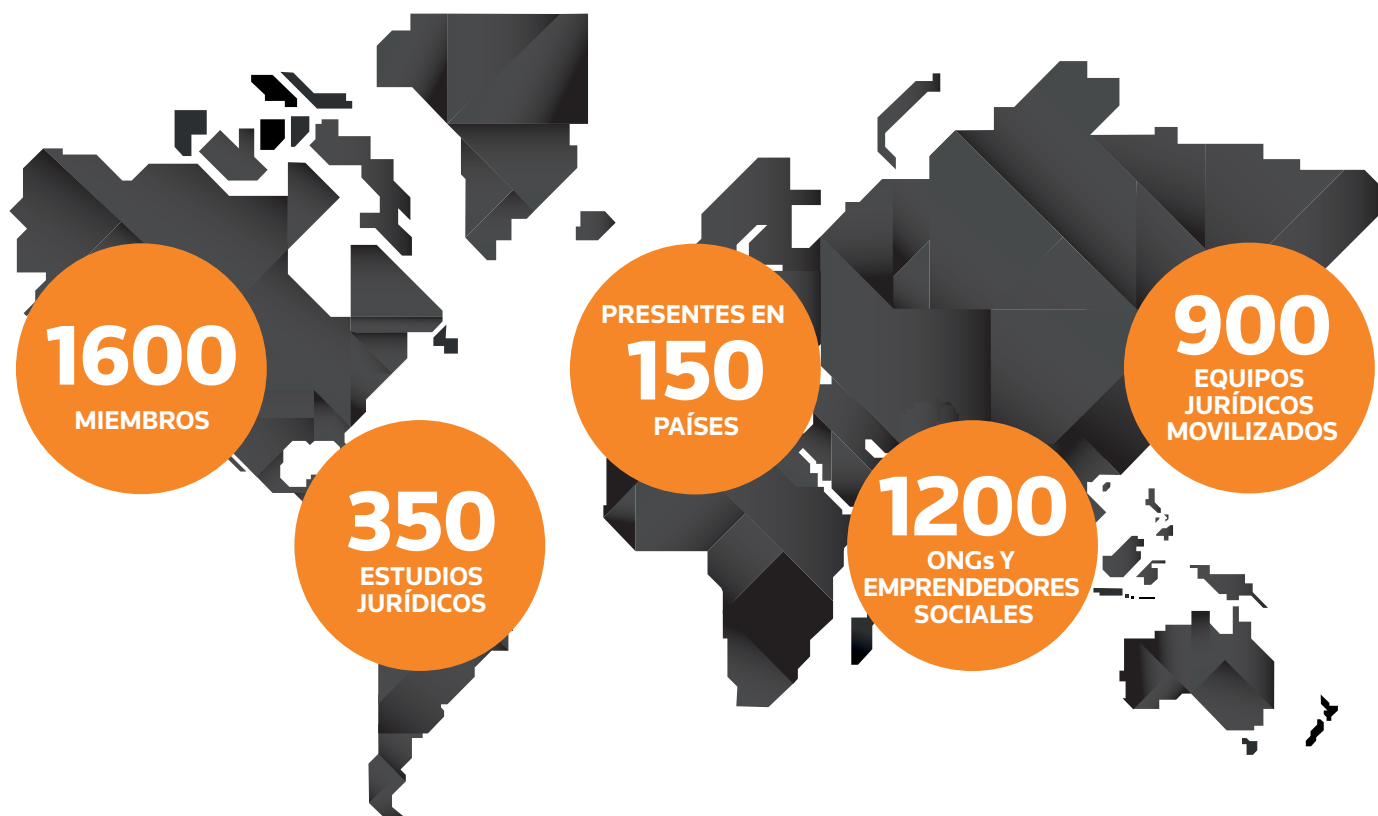 1600
MIEMBROS
350
ESTUDIOS
JURÍDICOS
PRESENTES EN
150
PAÍSES
1200
ONGs Y
EMPRENDEDORES
SOCIALES
900
EQUIPOS
JURÍDICOS
MOVILIZADOS